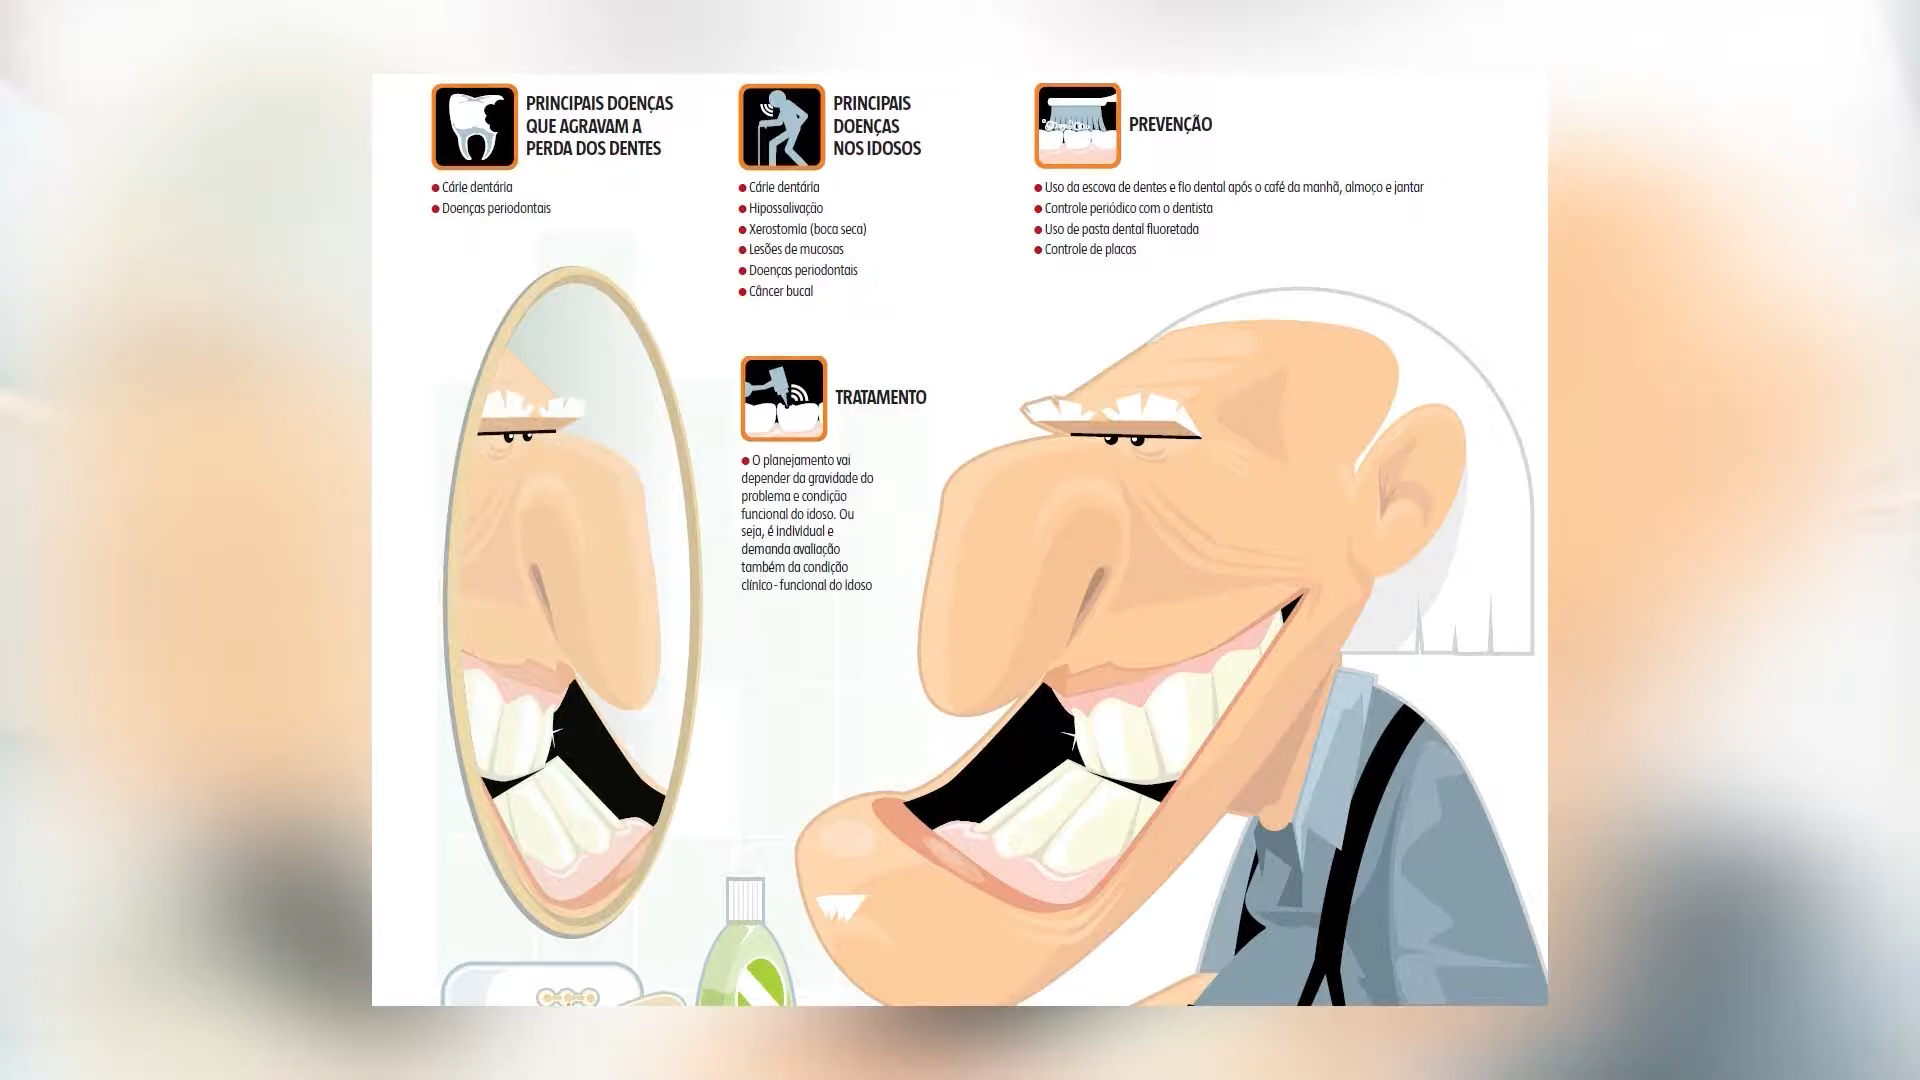 PRINCIPAIS DOENÇAS
QUE AGRAVAM A
PERDA DOS DENTES
● Cárie dentária
● Doenças periodontais
PRINCIPAIS
DOENÇAS
NOS IDOSOS
● Cárie dentária
● Hipossalivação
● Xerostomia (boca seca)
● Lesões de mucosas
● Doenças periodontais
● Câncer bucal
PREVENÇÃO
● Uso da escova de dentes e fio dental após o café da manhã, almoço e jantar
● Controle periódico com o dentista
● Uso de pasta dental fluoretada
● Controle de placas
TRATAMENTO
● O planejamento vai
depender da gravidade do
problema e condição
funcional do idoso. Ou
seja, é individual e
demanda avaliação
também da condição
clínico - funcional do idoso